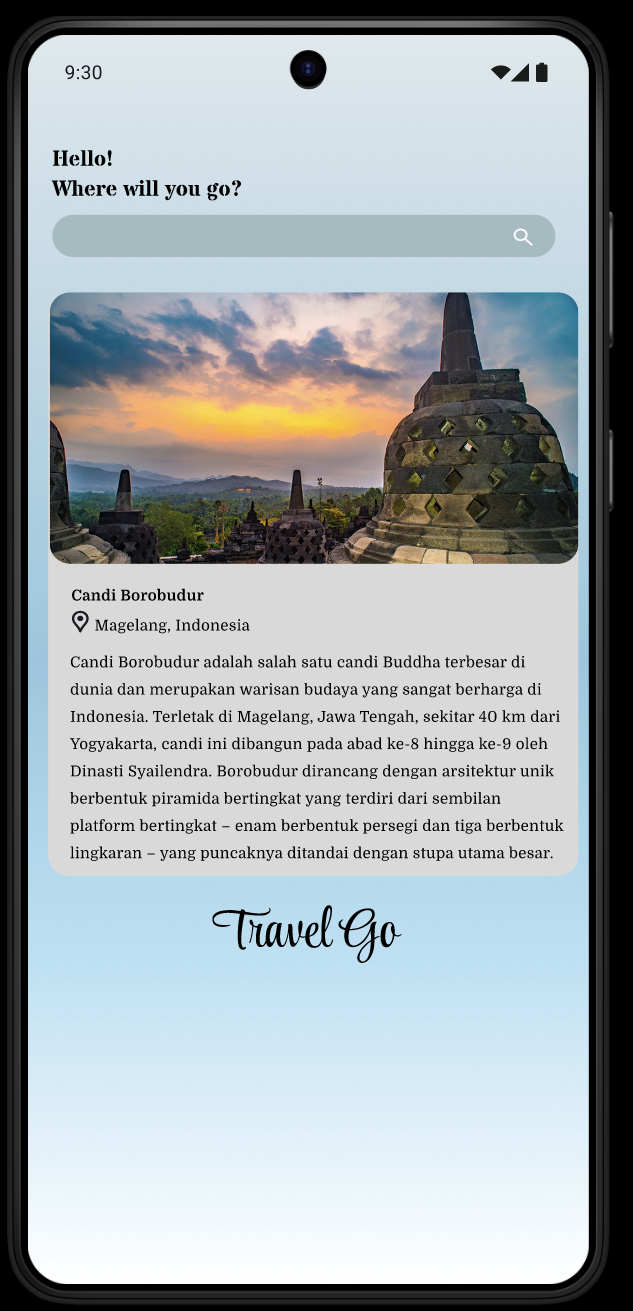 9:30
Hello!
Where will you go?
Candi Borobudur
Magelang, Indonesia
Candi Borobudur adalah salah satu candi Buddha terbesar di
dunia dan merupakan warisan budaya yang sangat berharga di
Indonesia. Terletak di Magelang, Jawa Tengah, sekitar 40 km dari
Yogyakarta, candi ini dibangun pada abad ke-8 hingga ke-9 oleh
Dinasti Syailendra. Borobudur dirancang dengan arsitektur unik
berbentuk piramida bertingkat yang terdiri dari sembilan
platform bertingkat – enam berbentuk persegi dan tiga berbentuk
lingkaran – yang puncaknya ditandai dengan stupa utama besar.
Travel Go